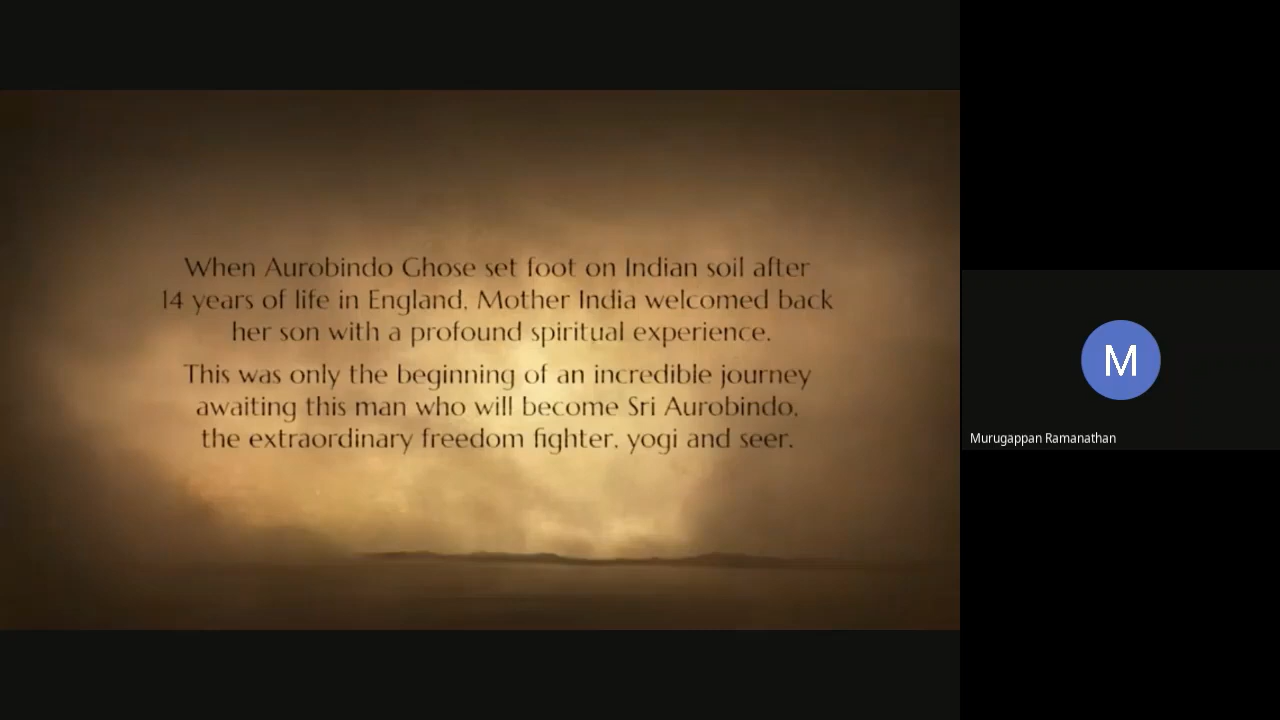 When Aurobindo Ghose set foot on Indian soil after
14 years of life in England, Mother India welcomed back
her son with a profound spiritual experience.
This was only the beginning of an incredible journey
awaiting this man who will become Sri Aurobindo,
the extraordinary freedom fighter, yogi and seer.
M
Murugappan Ramanathan